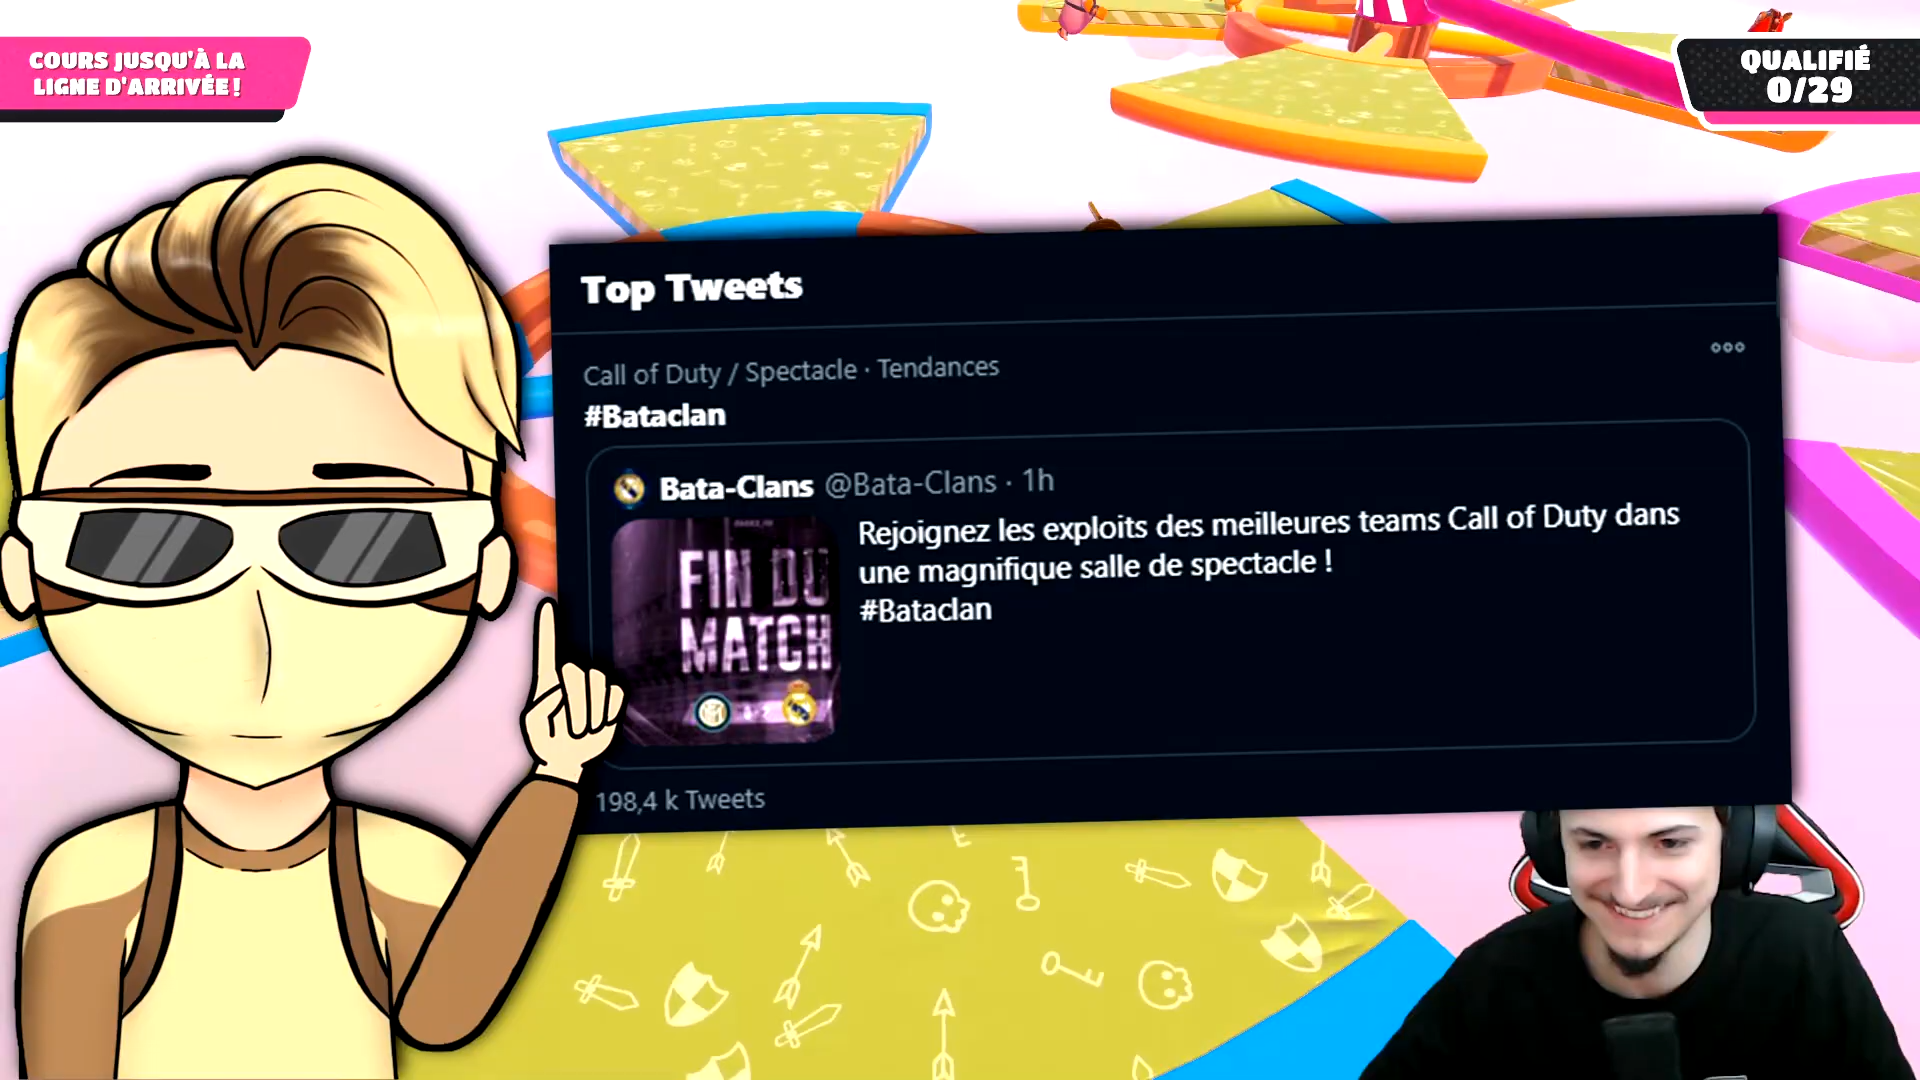 COURS JUSQU'À LA
LIGNE D'ARRIVÉE !
QUALIFIÉ
0/29
Top Tweets
Call of Duty / Spectacle · Tendances
#Bataclan
Bata-Clans @Bata-Clans · 1h
Rejoignez les exploits des meilleures teams Call of Duty dans
une magnifique salle de spectacle !
#Bataclan
FIN DU
MATCH
198,4 k Tweets